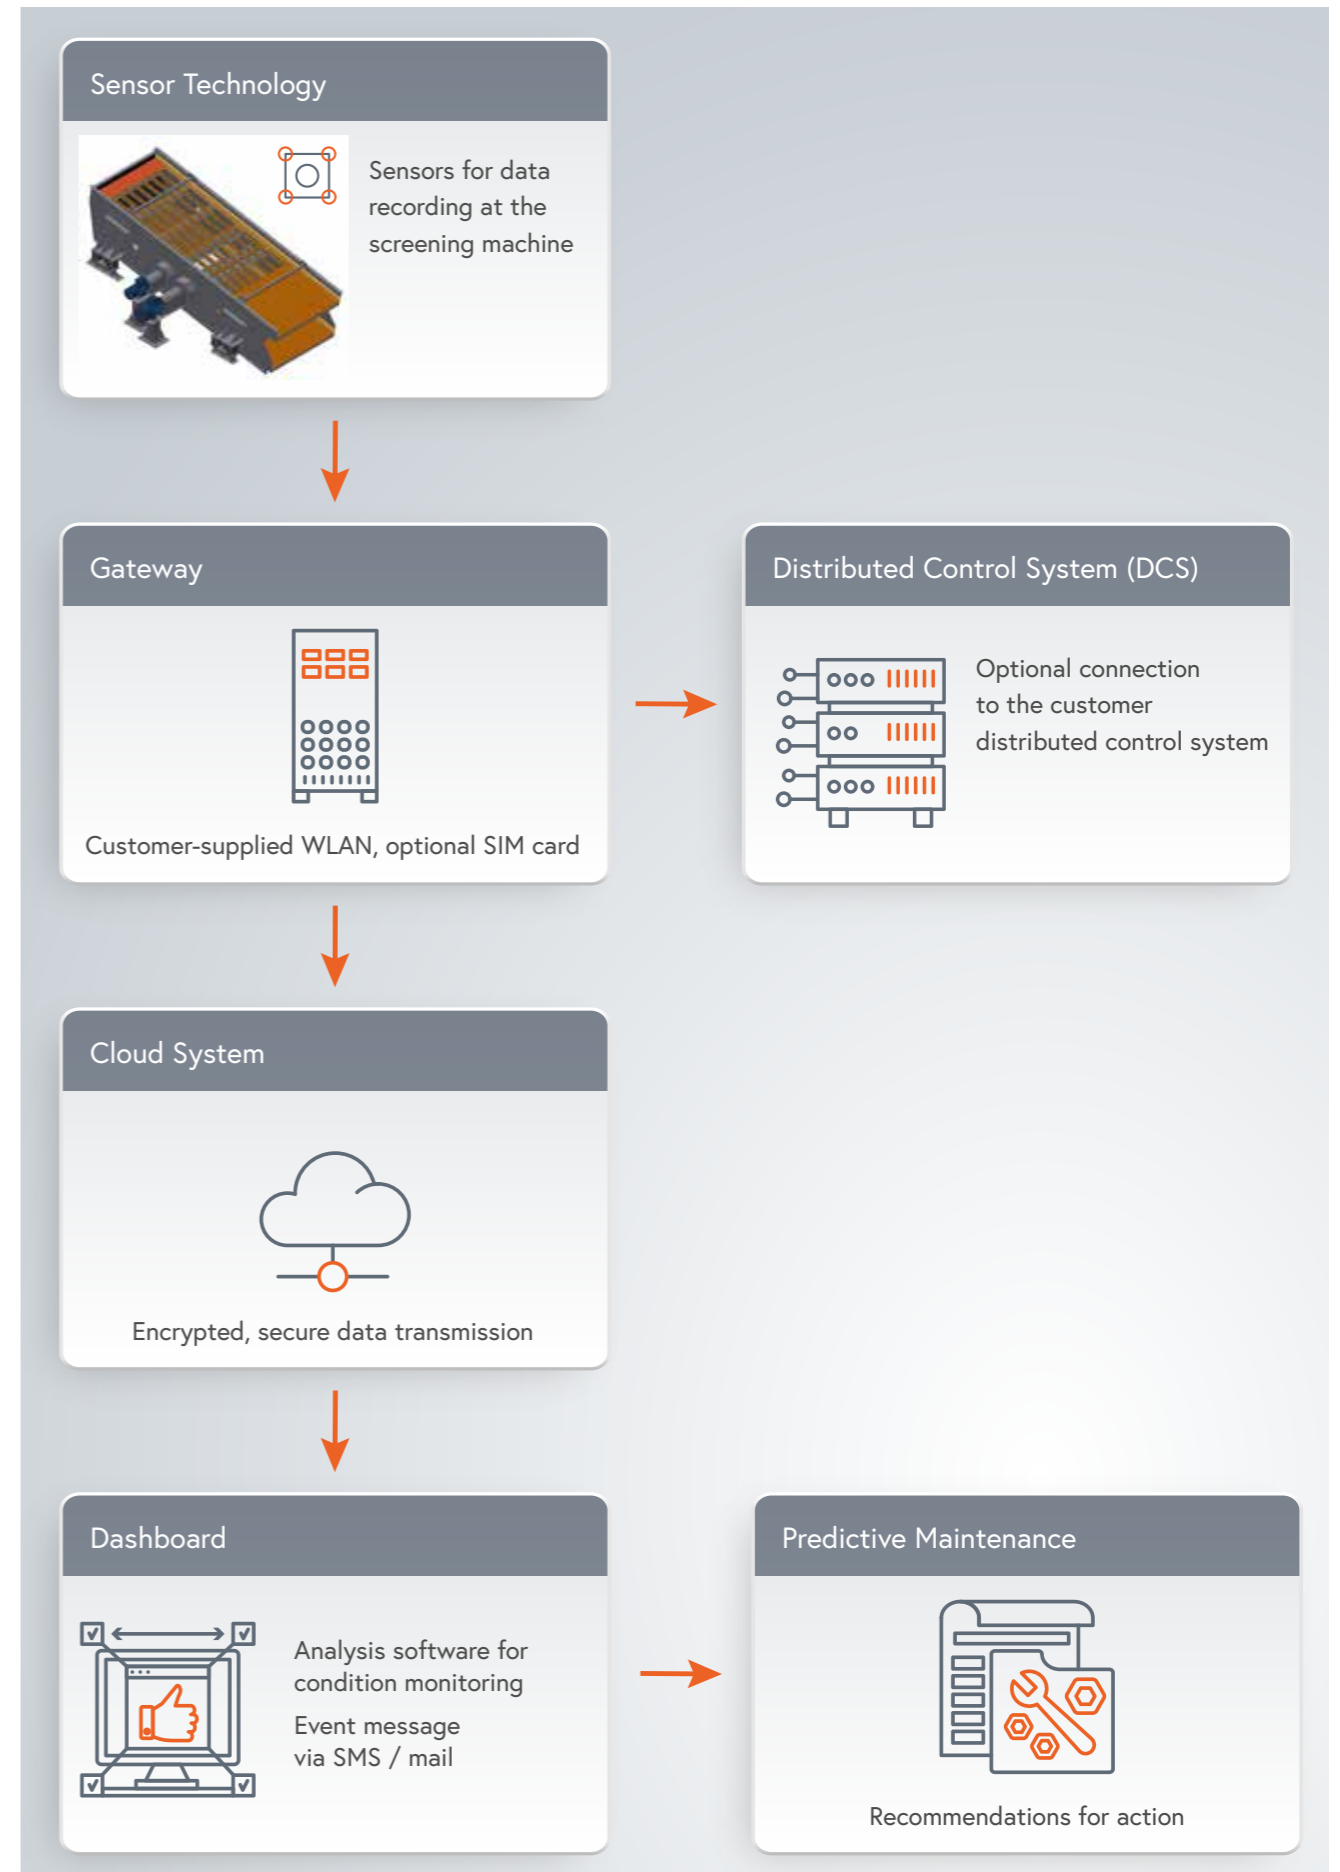 Sensor Technology
Sensors for data
recording at the
screening machine
Gateway
Customer-supplied WLAN, optional SIM card
Distributed Control System (DCS)
Optional connection
to the customer
distributed control system
Cloud System
Encrypted, secure data transmission
Dashboard
Analysis software for
condition monitoring
Event message
via SMS / mail
Predictive Maintenance
Recommendations for action